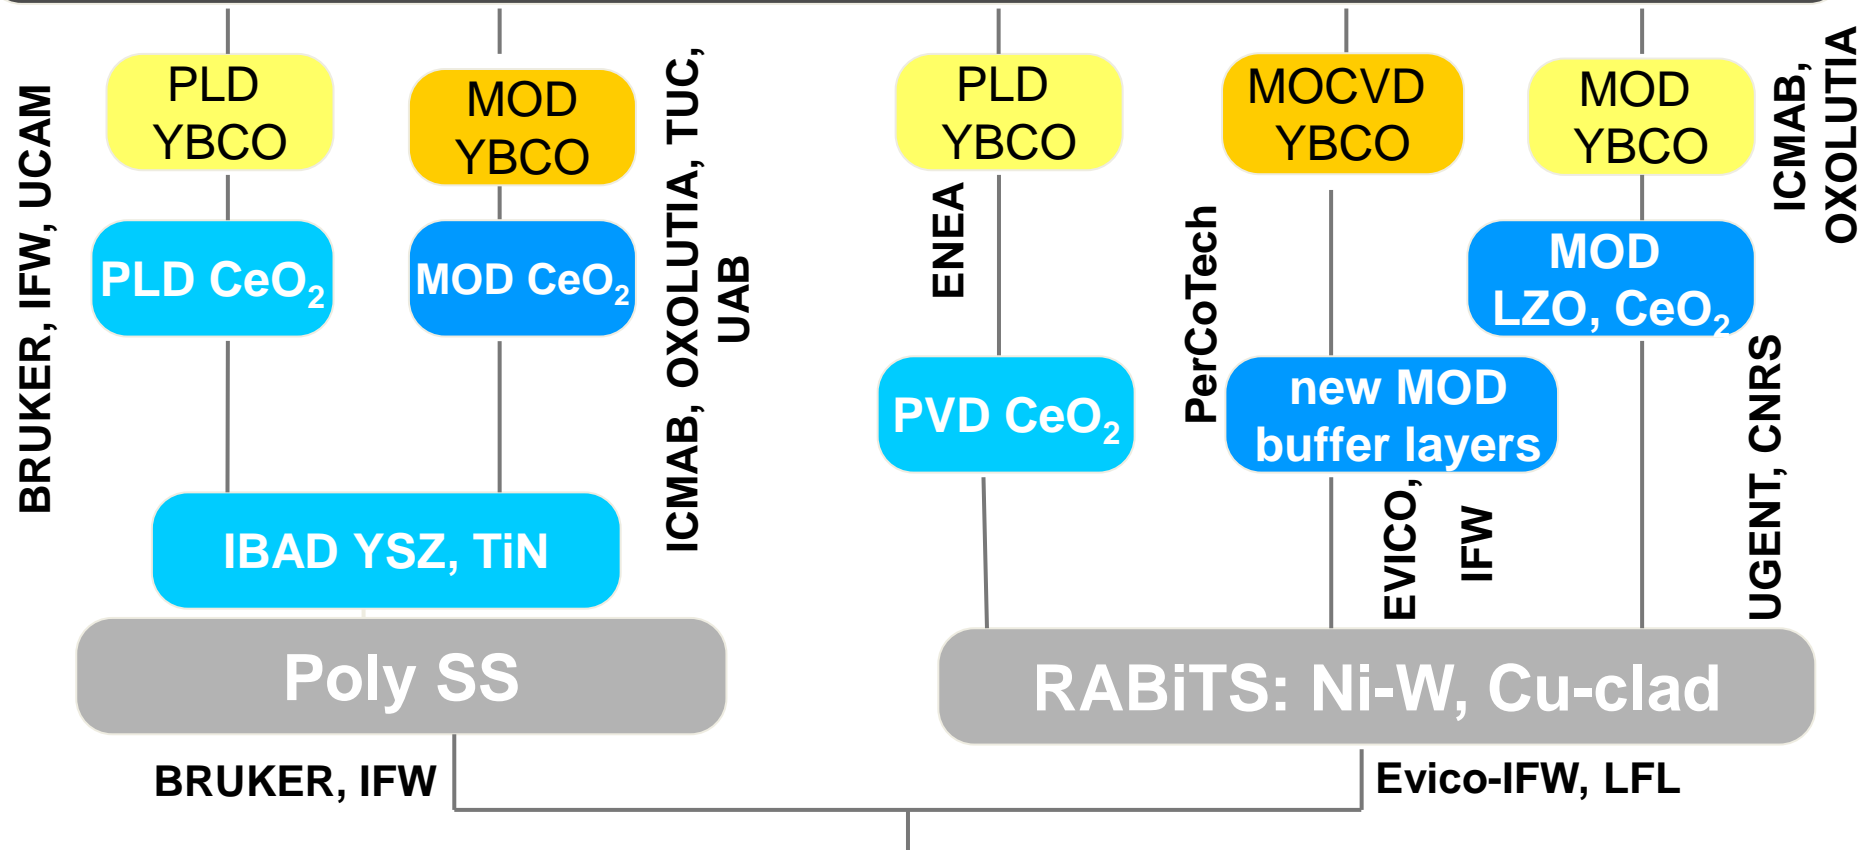 PLD
YBCO
MOD
YBCO
PLD
YBCO
MOCVD
YBCO
MOD
YBCO
BRUKER, IFW, UCAM
ICMAB, OXOLUTIA, TUC,
UAB
ENEA
PerCoTech
ICMAB,
OXOLUTIA
PLD CeO₂
MOD CeO₂
MOD
LZO, CeO₂
PVD CeO₂
new MOD
buffer layers
EVICO,
IFW
UGENT, CNRS
IBAD YSZ, TiN
Poly SS
RABiTS: Ni-W, Cu-clad
BRUKER, IFW
Evico-IFW, LFL